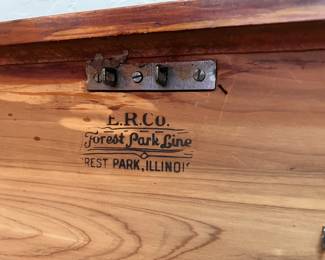 E.R.Co.
Forest Park Line
REST PARK, ILLINOI